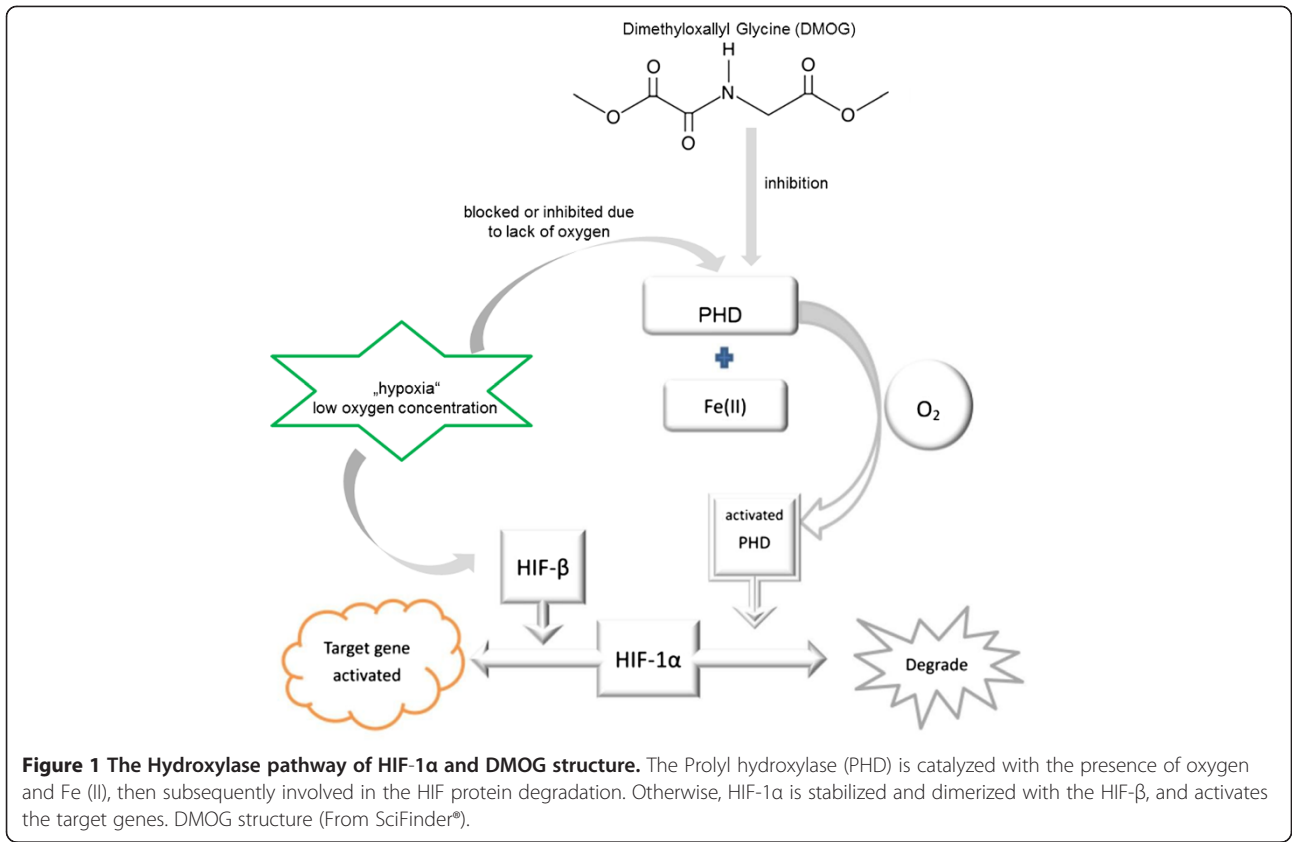 Dimethyloxallyl Glycine (DMOG)
H
O
O
N
O
O
O
inhibition
blocked or inhibited due
to lack of oxygen
PHD
Fe(II)
O₂
„hypoxia“
low oxygen concentration
activated
PHD
HIF-β
Target gene
activated
HIF-1α
Degrade
Figure 1 The Hydroxylase pathway of HIF-1α and DMOG structure. The Prolyl hydroxylase (PHD) is catalyzed with the presence of oxygen
and Fe (II), then subsequently involved in the HIF protein degradation. Otherwise, HIF-1α is stabilized and dimerized with the HIF-β, and activates
the target genes. DMOG structure (From SciFinder®).